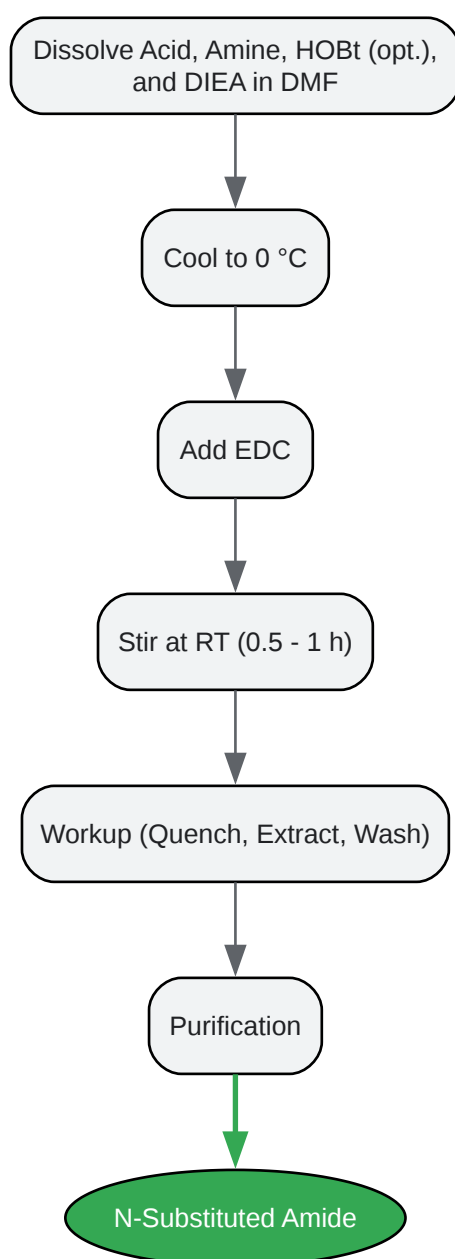 Dissolve Acid, Amine, HOBt (opt.),
and DIEA in DMF
Cool to 0 °C
Add EDC
Stir at RT (0.5 - 1 h)
Workup (Quench, Extract, Wash)
Purification
N-Substituted Amide